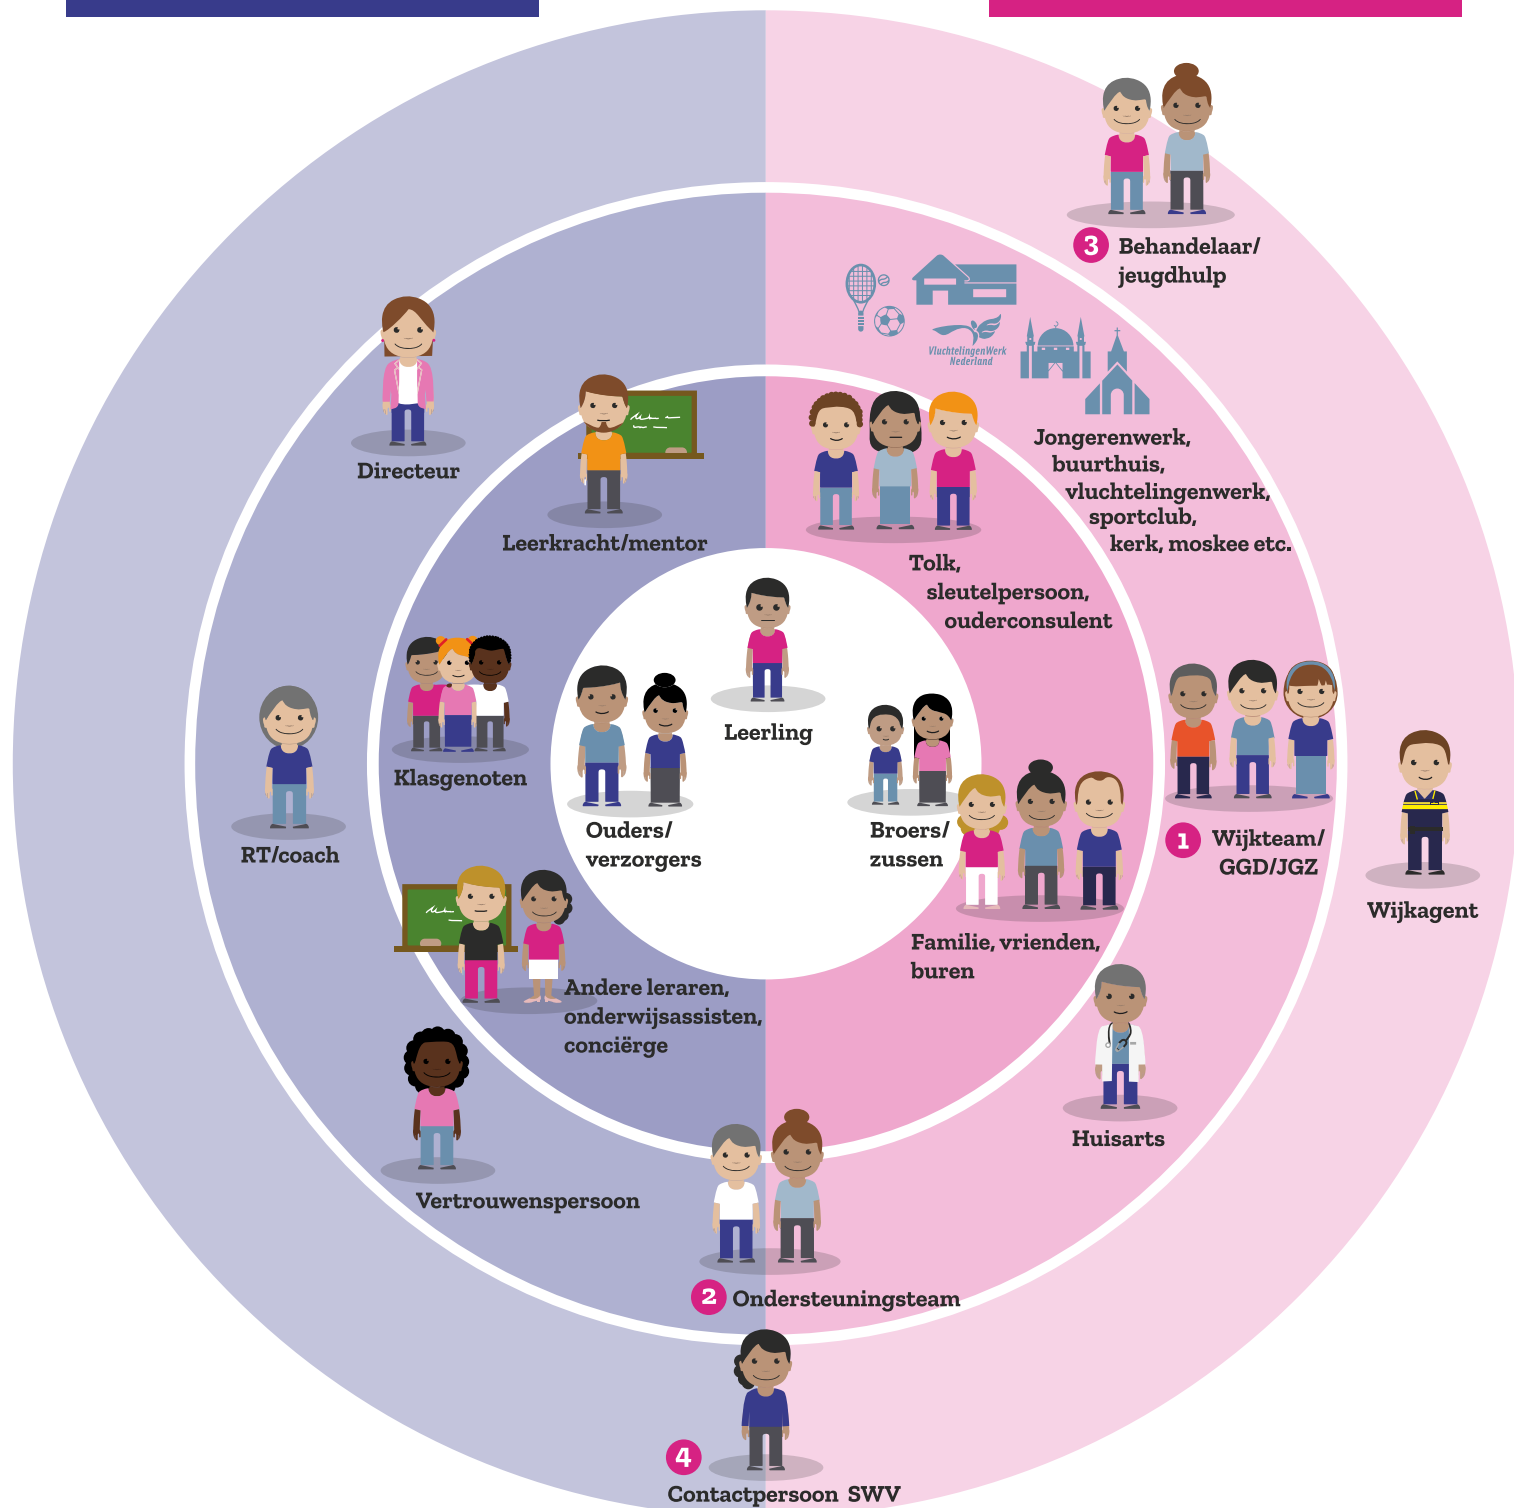 3 Behandelaar/
jeugdhulp
VluchtelingenWerk
Nederland
Jongerenwerk,
buurthuis,
vluchtelingenwerk,
sportclub,
kerk, moskee etc.
Directeur
Leerkracht/mentor
Tolk,
sleutelpersoon,
ouderconsulent
Leerling
Klasgenoten
Ouders/
verzorgers
Broers/
zussen
RT/coach
1 Wijkteam/
GGD/JGZ
Wijkagent
Familie, vrienden,
buren
Andere leraren,
onderwijsassisten,
conciërge
Huisarts
Vertrouwenspersoon
2 Ondersteuningsteam
4
Contactpersoon SWV